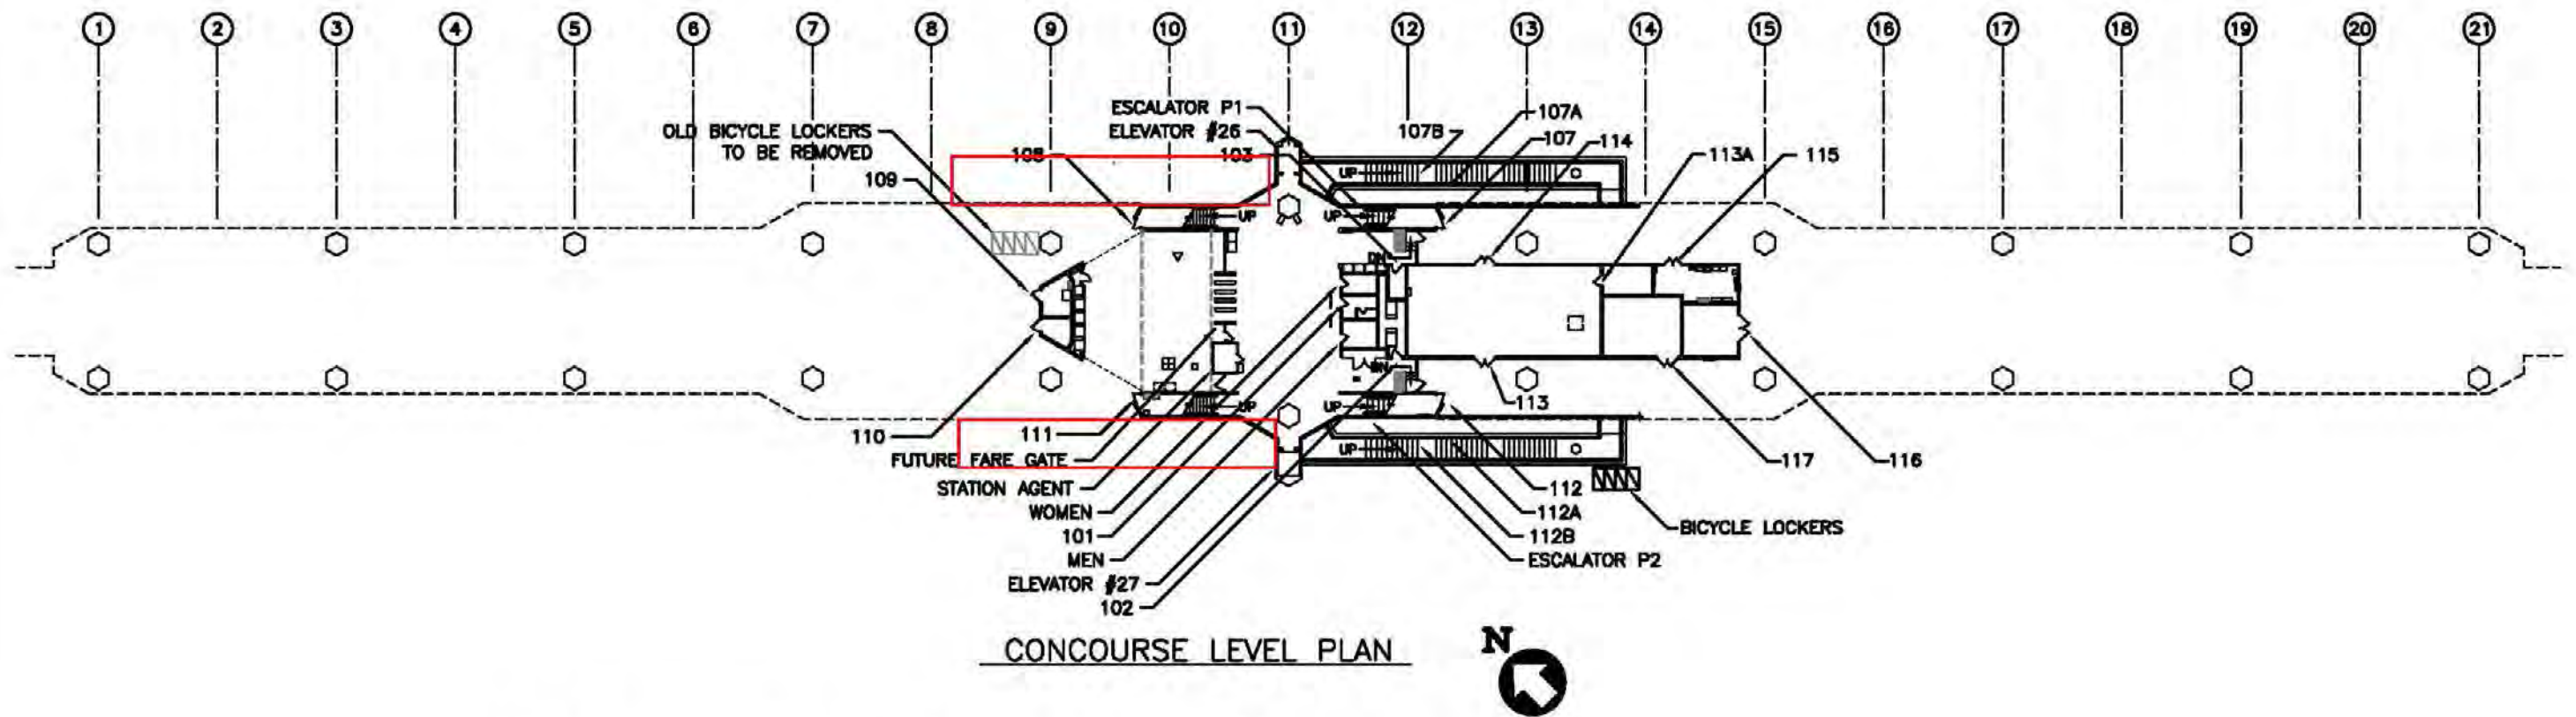 1 2 3 4 5 6 7 8 9 10 11 12 13 14 15 16 17 18 19 20 21
ESCALATOR P1
ELEVATOR #26
OLD BICYCLE LOCKERS
TO BE REMOVED
107B
107A
107
114
108
103
113A
115
109
UP
UP
UP
DN
DN
UP
UP
UP
113
110
111
FUTURE FARE GATE
STATION AGENT
WOMEN
101
MEN
ELEVATOR #27
102
117
116
112
112A
112B
ESCALATOR P2
BICYCLE LOCKERS
CONCOURSE LEVEL PLAN
N